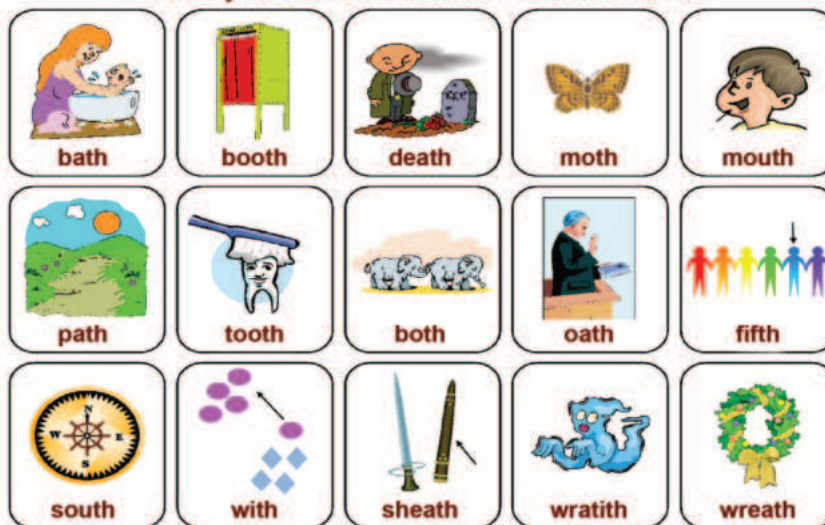 bath booth death moth mouth
R.I.P.
path tooth both oath fifth
N
W E
S
south with sheath wratith wreath